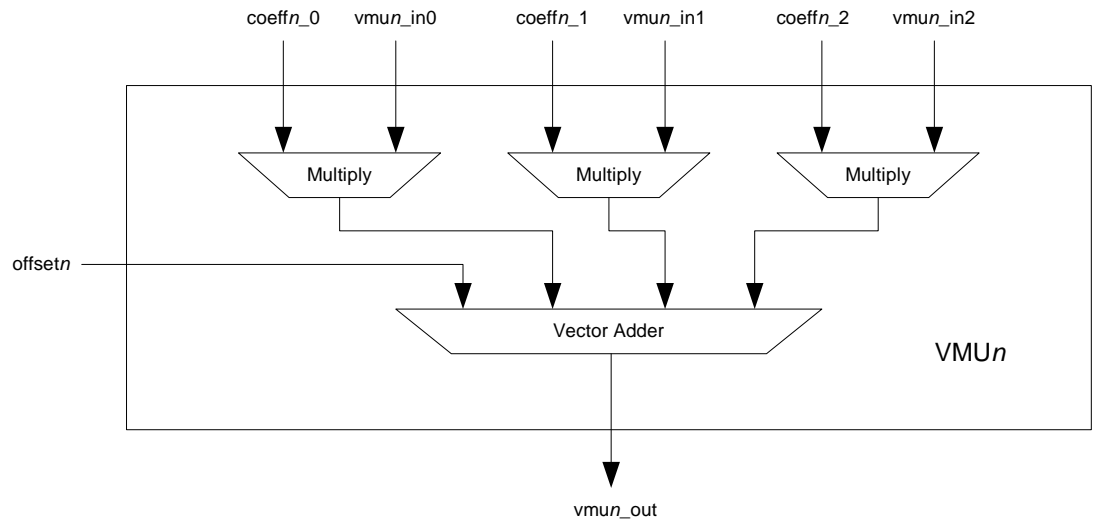 coeffn_0 vmun_in0 coeffn_1 vmun_in1 coeffn_2 vmun_in2
Multiply Multiply Multiply
offsetn
Vector Adder
VMUn
vmun_out